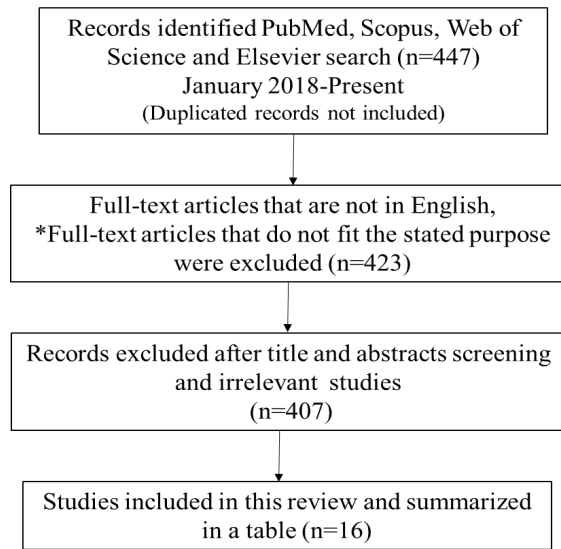 Records identified PubMed, Scopus, Web of
Science and Elsevier search (n=447)
January 2018-Present
(Duplicated records not included)
Full-text articles that are not in English,
*Full-text articles that do not fit the stated purpose
were excluded (n=423)
Records excluded after title and abstracts screening
and irrelevant studies
(n=407)
Studies included in this review and summarized
in a table (n=16)